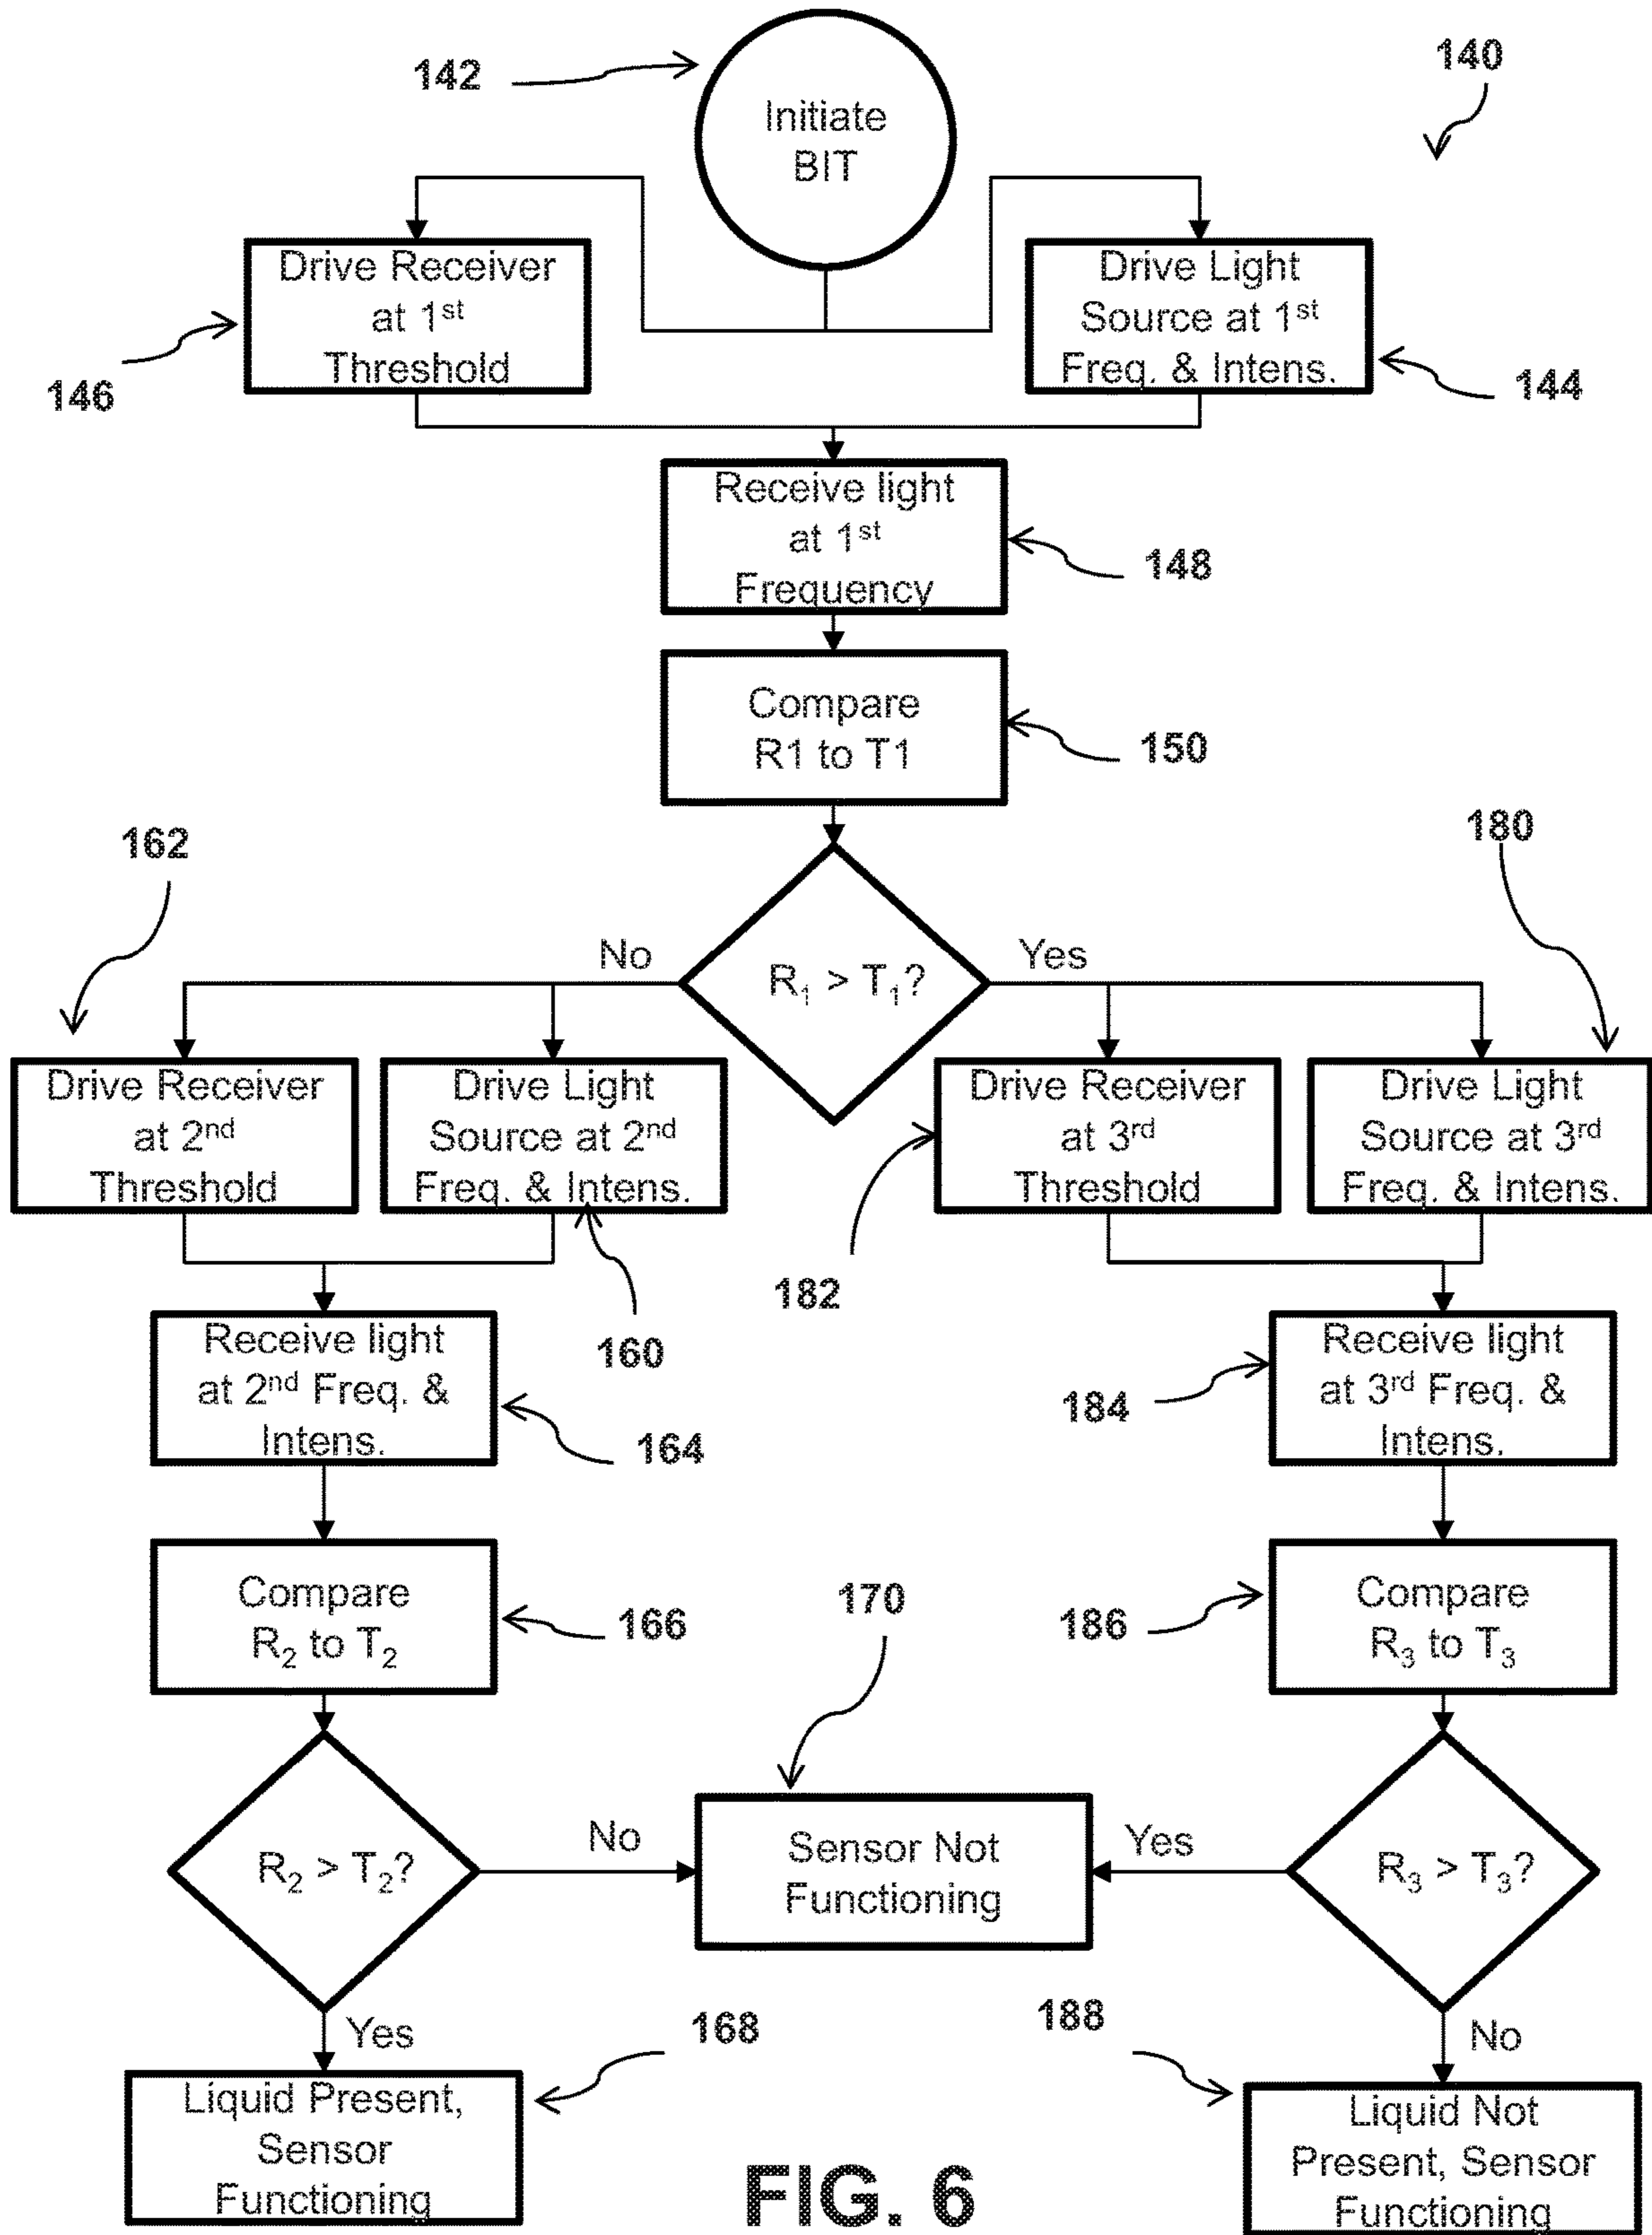 142
Initiate
BIT
140
Drive Receiver
at 1st
Threshold
146
Drive Light
Source at 1st
Freq. & Intens.
144
Receive light
at 1st
Frequency
148
Compare
R1 to T1
150
162
180
No
R1 > T1?
Yes
Drive Receiver
at 2nd
Threshold
Drive Light
Source at 2nd
Freq. & Intens.
Drive Receiver
at 3rd
Threshold
Drive Light
Source at 3rd
Freq. & Intens.
182
160
Receive light
at 2nd Freq. &
Intens.
164
184
Receive light
at 3rd Freq. &
Intens.
Compare
R2 to T2
166
170
186
Compare
R3 to T3
R2 > T2?
No
Sensor Not
Functioning
Yes
R3 > T3?
Yes
168
188
No
Liquid Present,
Sensor
Functioning
Liquid Not
Present, Sensor
Functioning
FIG. 6